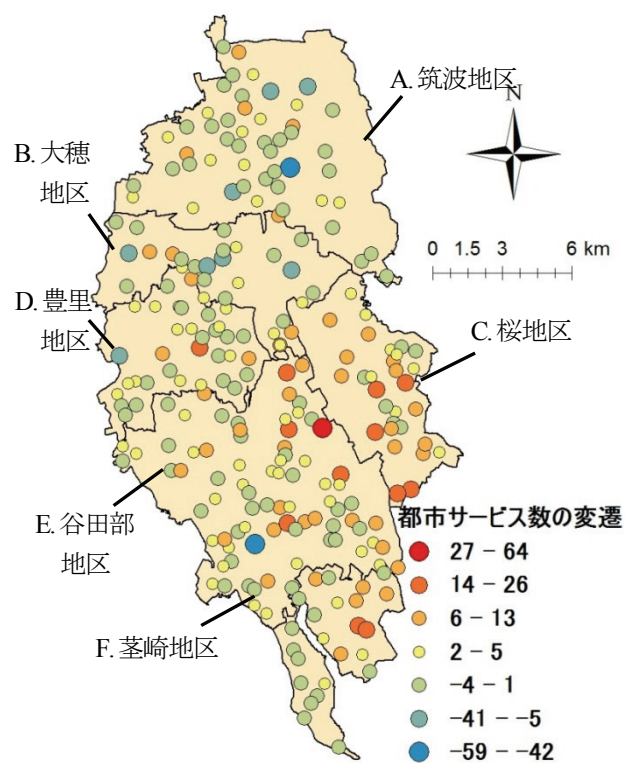 A. 筑波地区
N
B. 大穂
地区
0 1.5 3 6 km
D. 豊里
地区
C. 桜地区
E. 谷田部
地区
F. 茎崎地区
都市サービス数の変遷
27 − 64
14 − 26
6 − 13
2 − 5
−4 − 1
−41 − −5
−59 − −42